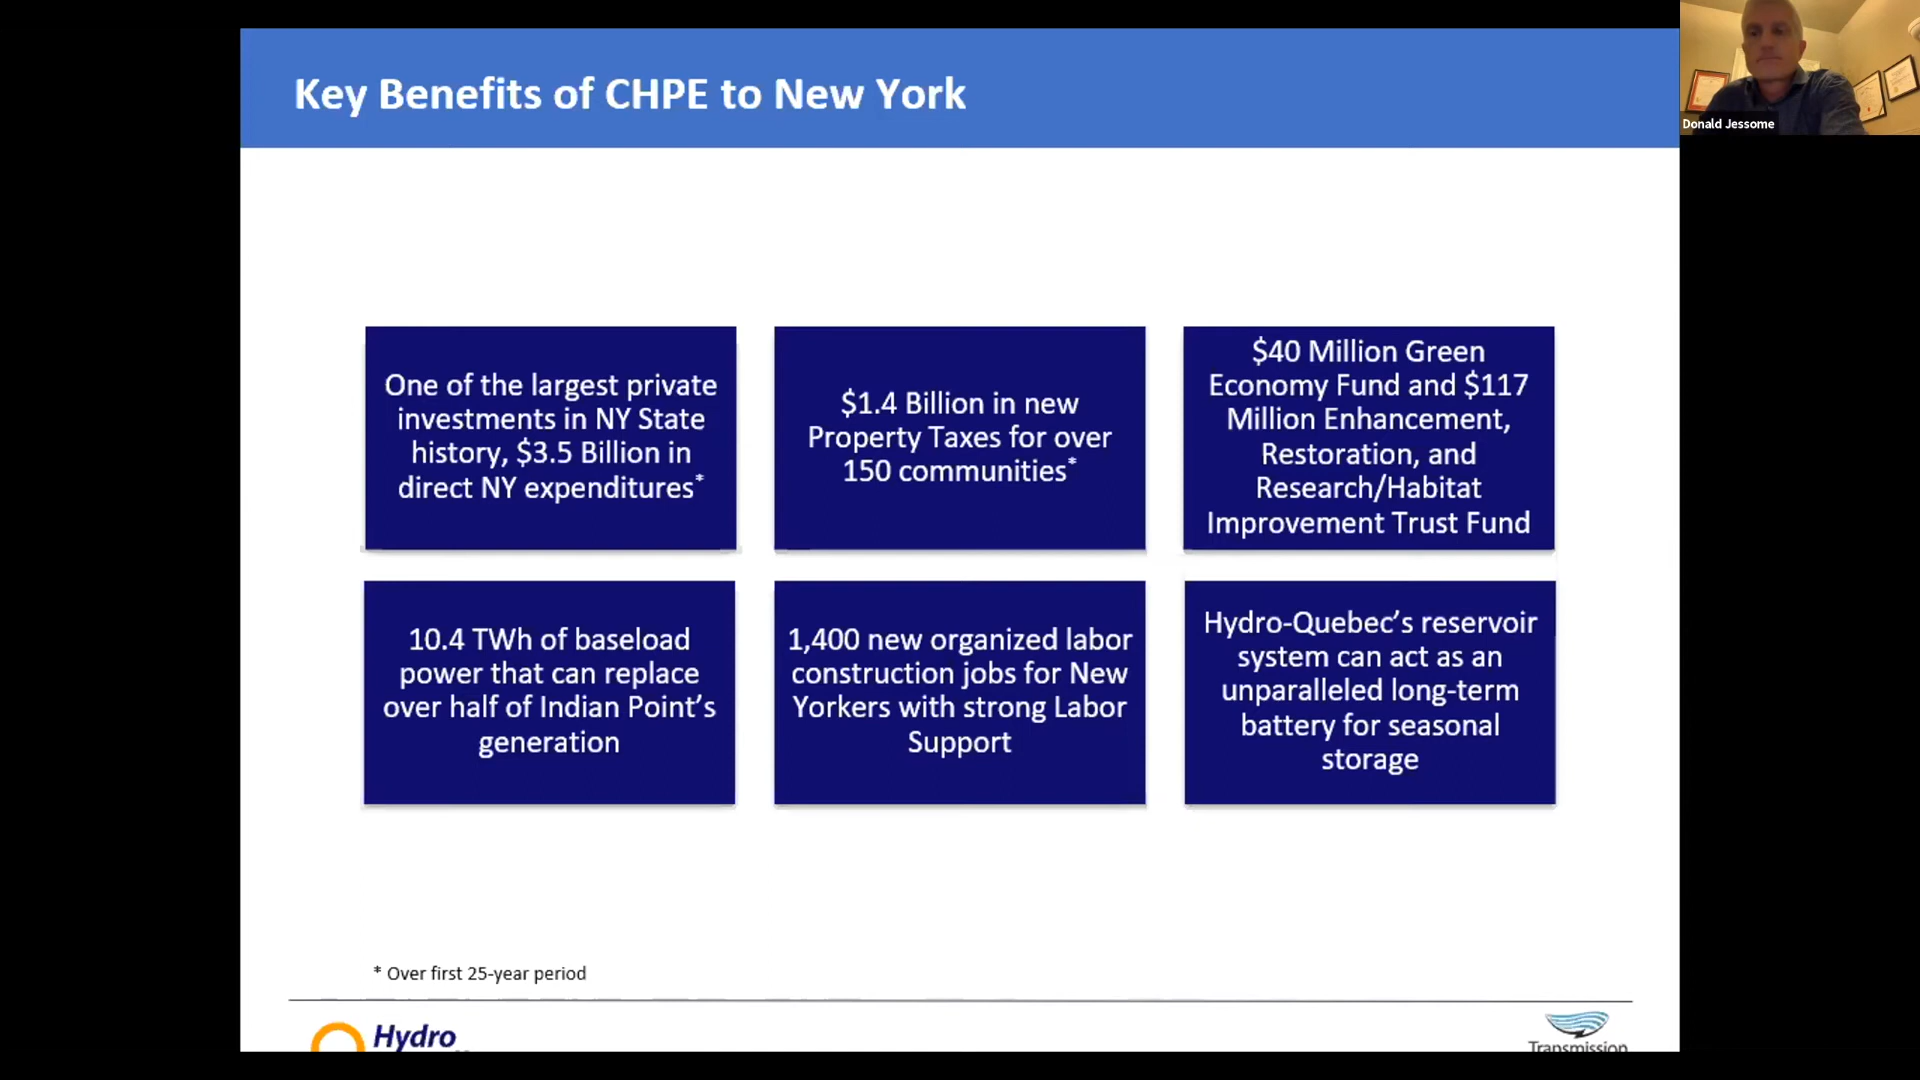 Key Benefits of CHPE to New York
Donald Jessome
One of the largest private
investments in NY State
history, $3.5 Billion in
direct NY expenditures*
$1.4 Billion in new
Property Taxes for over
150 communities*
$40 Million Green
Economy Fund and $117
Million Enhancement,
Restoration, and
Research/Habitat
Improvement Trust Fund
10.4 TWh of baseload
power that can replace
over half of Indian Point’s
generation
1,400 new organized labor
construction jobs for New
Yorkers with strong Labor
Support
Hydro-Quebec’s reservoir
system can act as an
unparalleled long-term
battery for seasonal
storage
* Over first 25-year period
Hydro
Transmission